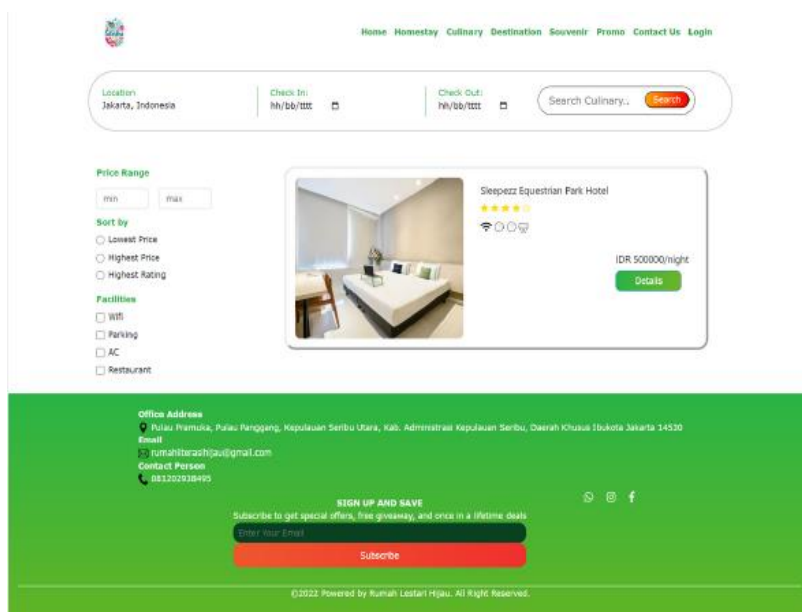 Home Homestay Culinary Destination Souvenir Promo Contact Us Login
Location
Jakarta, Indonesia
Check In:
hh/bb/tttt
Check Out:
hh/bb/tttt
Search Culinary..
Search
Price Range
min max
Sort by
Lowest Price
Highest Price
Highest Rating
Facilities
Wifi
Parking
AC
Restaurant
Sleepezz Equestrian Park Hotel
IDR 500000/night
Details
Office Address
Pulau Pramuka, Pulau Panggang, Kepulauan Seribu Utara, Kab. Administrasi Kepulauan Seribu, Daerah Khusus Ibukota Jakarta 14530
Email
rumahliterasihijau@gmail.com
Contact Person
081202938495
SIGN UP AND SAVE
Subscribe to get special offers, free giveaway, and once in a lifetime deals
Enter Your Email
Subscribe
©2022 Powered by Rumah Lestari Hijau. All Right Reserved.